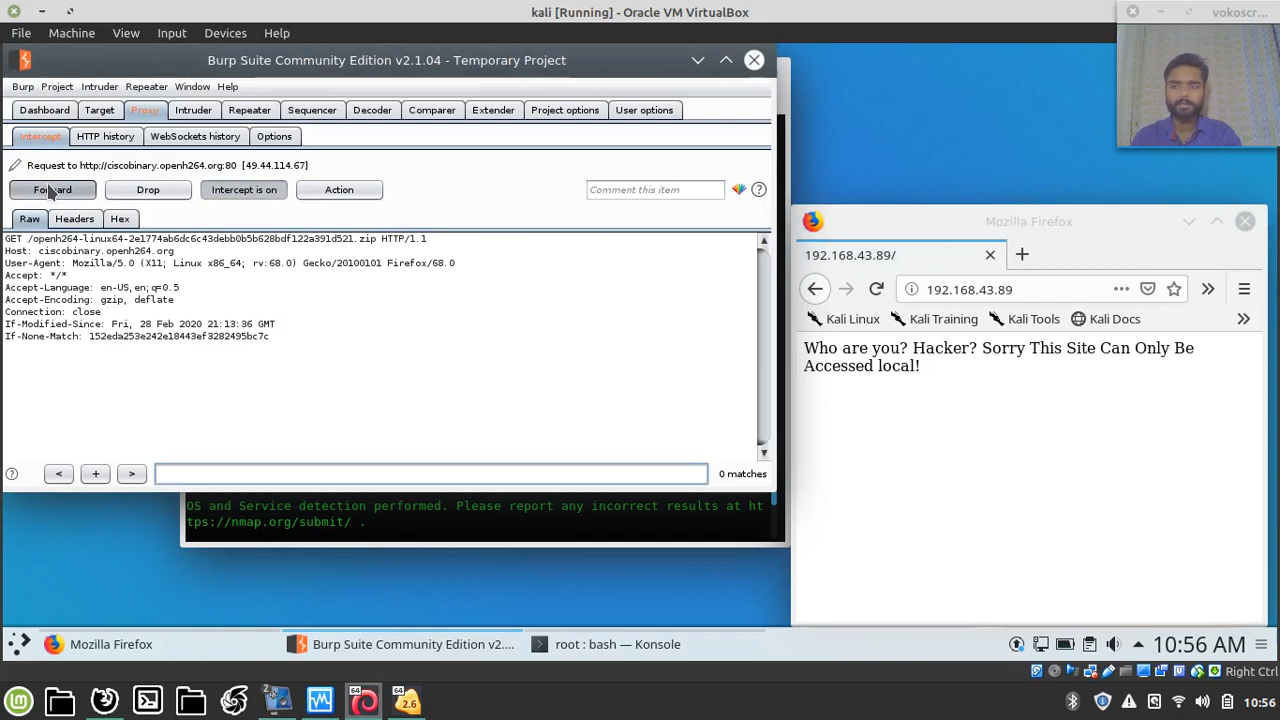 kali [Running] - Oracle VM VirtualBox
vokoscr...
File Machine View Input Devices Help
Burp Suite Community Edition v2.1.04 - Temporary Project
Burp Project Intruder Repeater Window Help
Dashboard Target Proxy Intruder Repeater Sequencer Decoder Comparer Extender Project options User options
Intercept HTTP history WebSockets history Options
Request to http://ciscobinary.openh264.org:80 [49.44.114.67]
Forward Drop Intercept is on Action Comment this item ?
Raw Headers Hex
GET /openh264-linux64-2e1774ab6dc6c43debb0b5b628bdf122a391d521.zip HTTP/1.1
Host: ciscobinary.openh264.org
User-Agent: Mozilla/5.0 (X11; Linux x86_64; rv:68.0) Gecko/20100101 Firefox/68.0
Accept: */*
Accept-Language: en-US,en;q=0.5
Accept-Encoding: gzip, deflate
Connection: close
If-Modified-Since: Fri, 28 Feb 2020 21:13:36 GMT
If-None-Match: 152eda253e242e18443ef3282495bc7c
? < + > 0 matches
OS and Service detection performed. Please report any incorrect results at ht
tps://nmap.org/submit/ .
Mozilla Firefox
192.168.43.89/
192.168.43.89
Kali Linux Kali Training Kali Tools Kali Docs
Who are you? Hacker? Sorry This Site Can Only Be
Accessed local!
Mozilla Firefox Burp Suite Community Edition v2.... root : bash — Konsole 10:56 AM
Right Ctrl
2 64 64 2.6 10:56